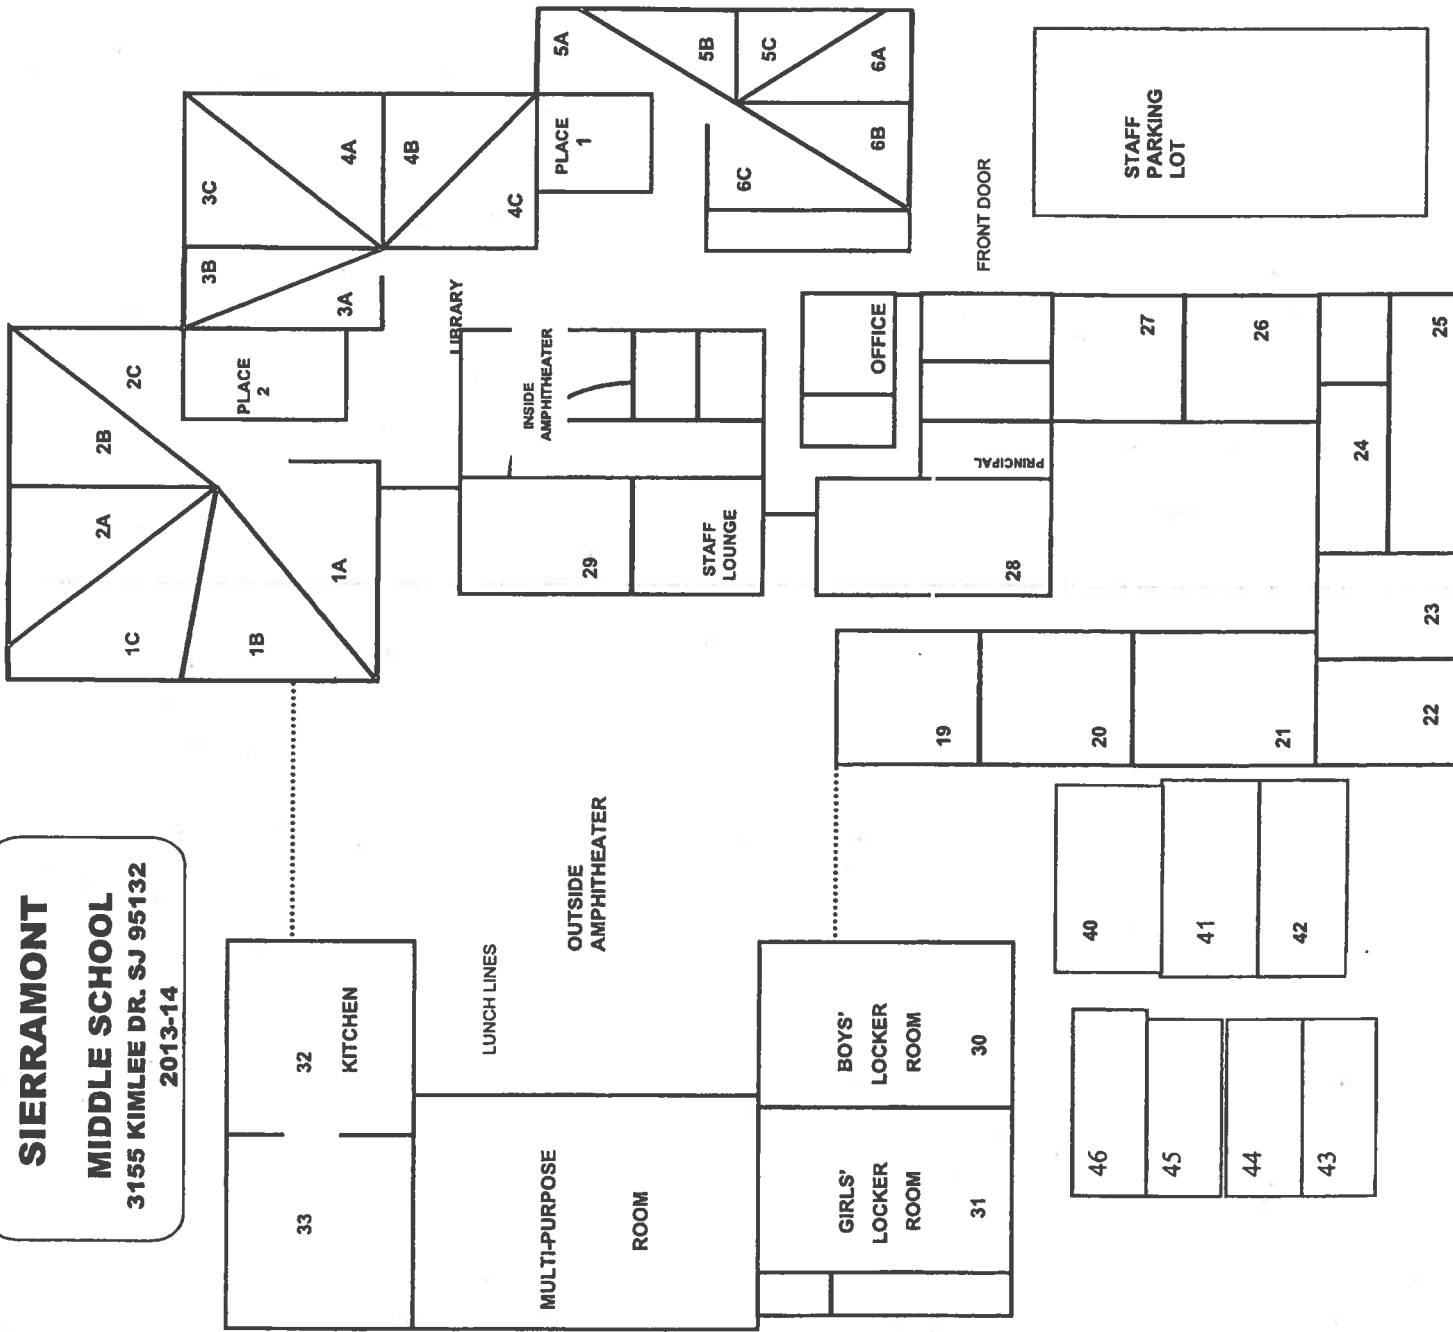 SIERRAMONT
MIDDLE SCHOOL
3155 KIMLEE DR. SJ 95132
2013-14
33
32
KITCHEN
LUNCH LINES
MULTI-PURPOSE
ROOM
OUTSIDE
AMPHITHEATER
GIRLS'
LOCKER
ROOM
31
BOYS'
LOCKER
ROOM
30
46
45
44
43
40
41
42
1C
1B
1A
2A
2B
2C
PLACE
2
3A
3B
3C
4A
4B
4C
PLACE
1
5A
5B
5C
6A
6B
6C
LIBRARY
INSIDE
AMPHITHEATER
29
STAFF
LOUNGE
28
OFFICE
PRINCIPAL
FRONT DOOR
STAFF
PARKING
LOT
19
20
21
22
23
24
25
26
27